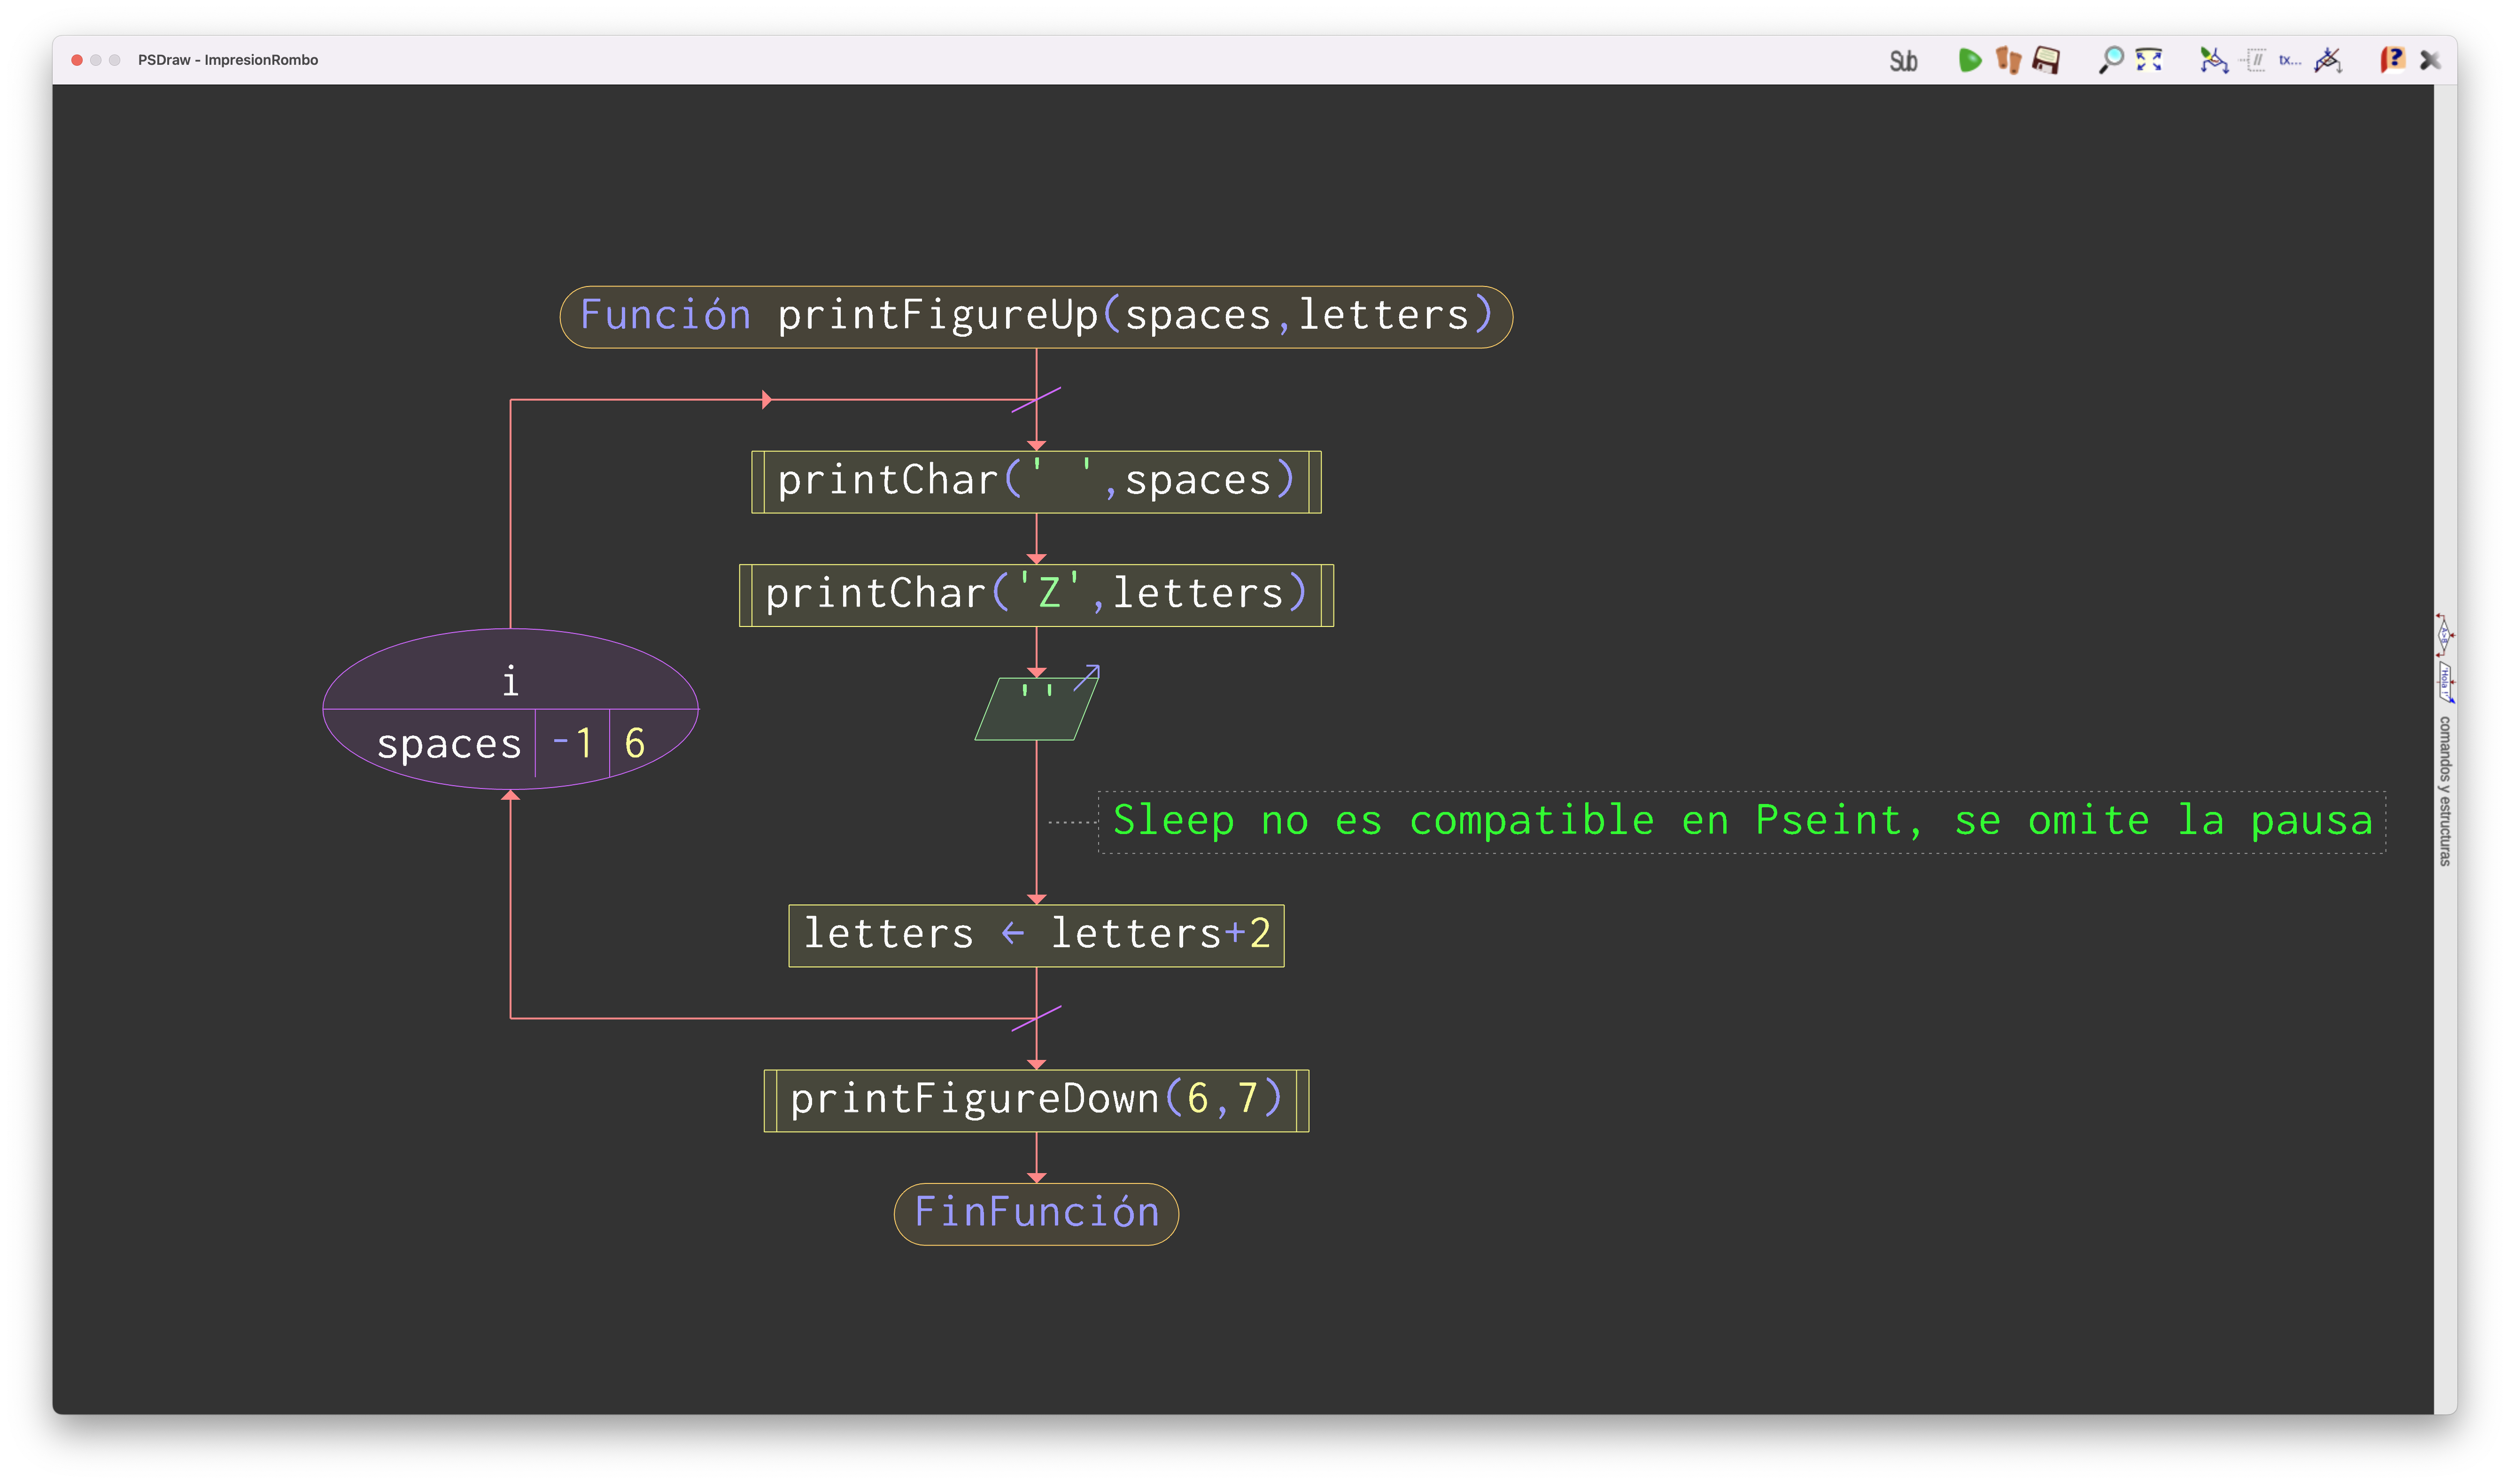 PSDraw - ImpresionRombo
Sub
//
tx...
?
Función printFigureUp(spaces,letters)
printChar(' ',spaces)
printChar('Z',letters)
i
spaces -1 6
''
Sleep no es compatible en Pseint, se omite la pausa
letters ← letters+2
printFigureDown(6,7)
FinFunción
A>B
'Hola !'
comandos y estructuras